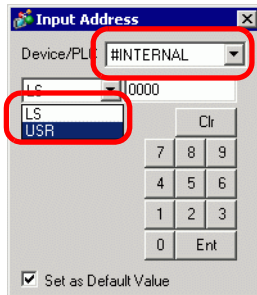 Input Address
Device/PLC #INTERNAL
LS 0000
LS
USR
Clr
7 8 9
4 5 6
1 2 3
0 Ent
Set as Default Value